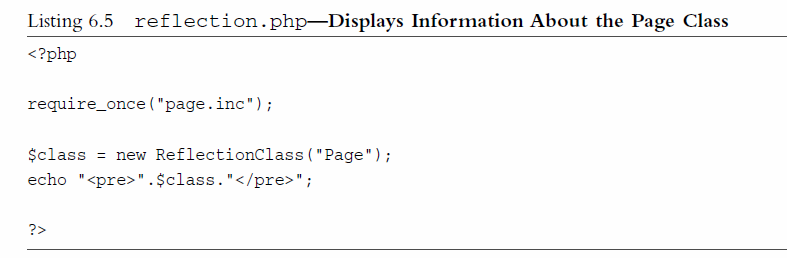 Listing 6.5 reflection.php—Displays Information About the Page Class
<?php
require_once("page.inc");
$class = new ReflectionClass("Page");
echo "<pre>".$class."</pre>";
?>